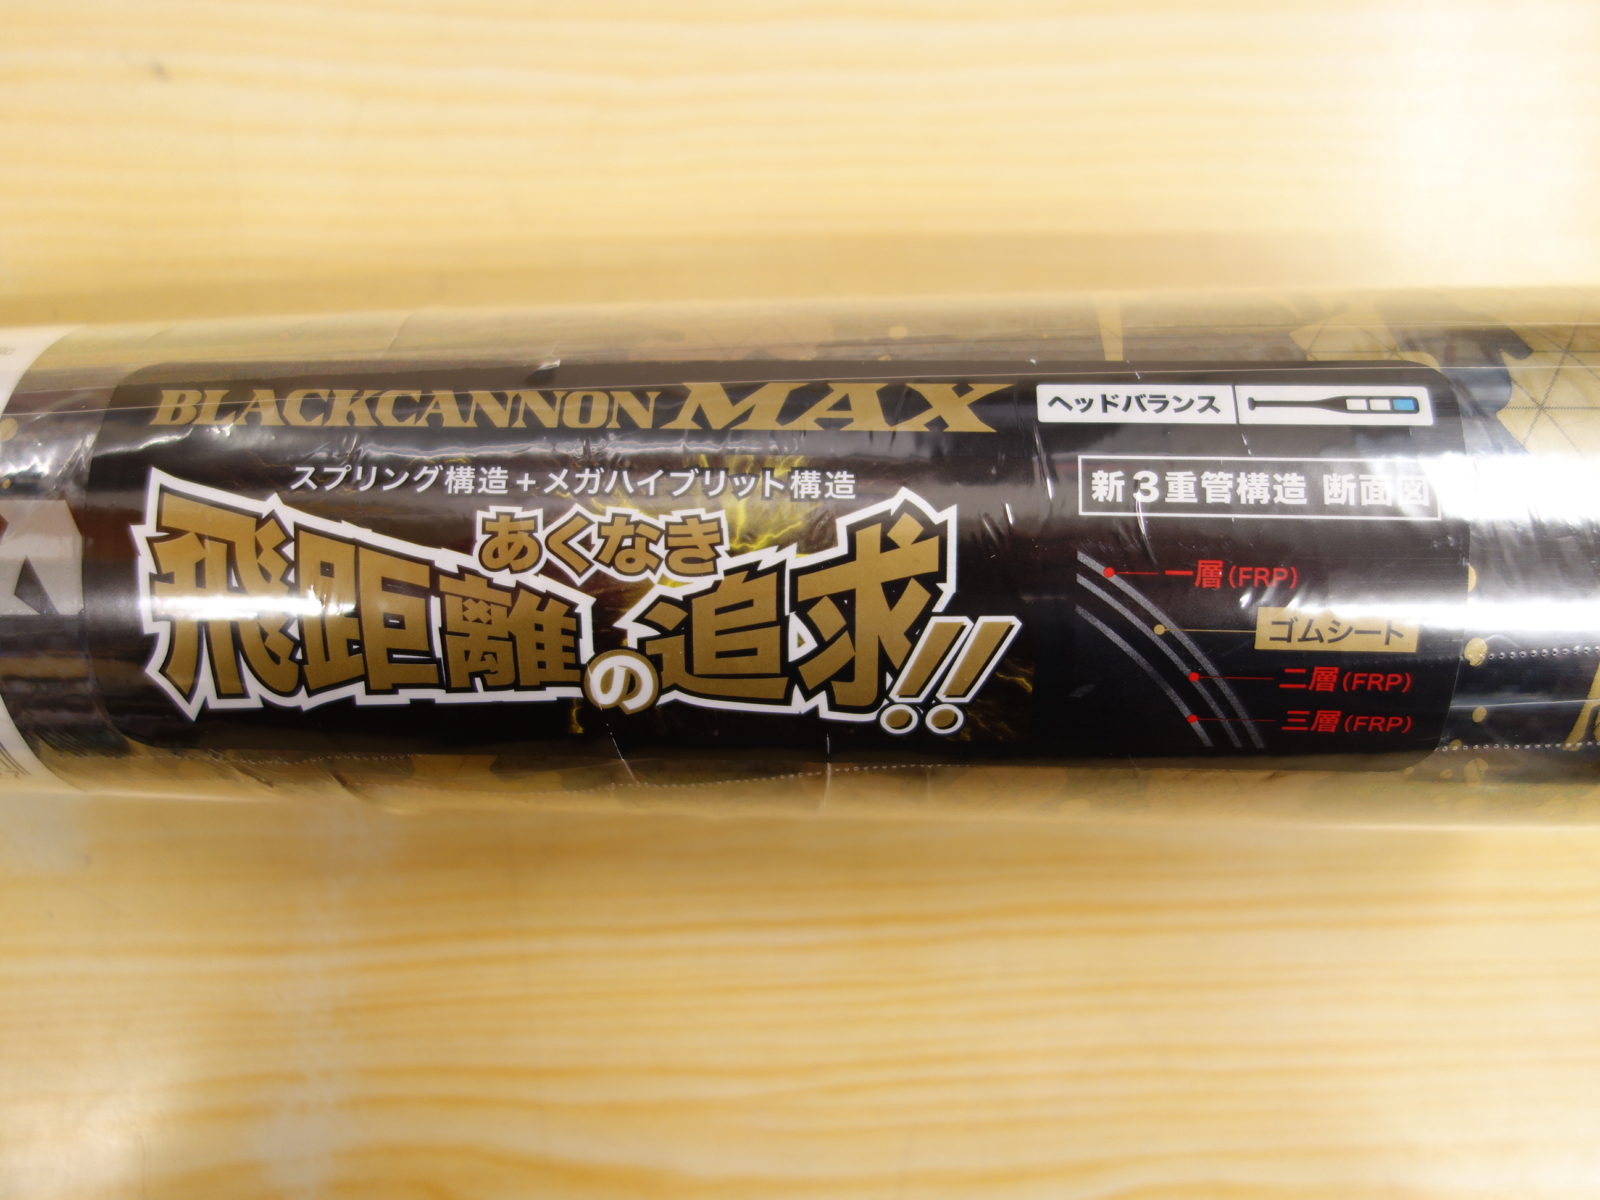 BLACKCANNON MAX
ヘッドバランス
スプリング構造+メガハイブリット構造
あくなき
飛距離の追求!!
新3重管構造 断面図
一層(FRP)
ゴムシート
二層(FRP)
三層(FRP)